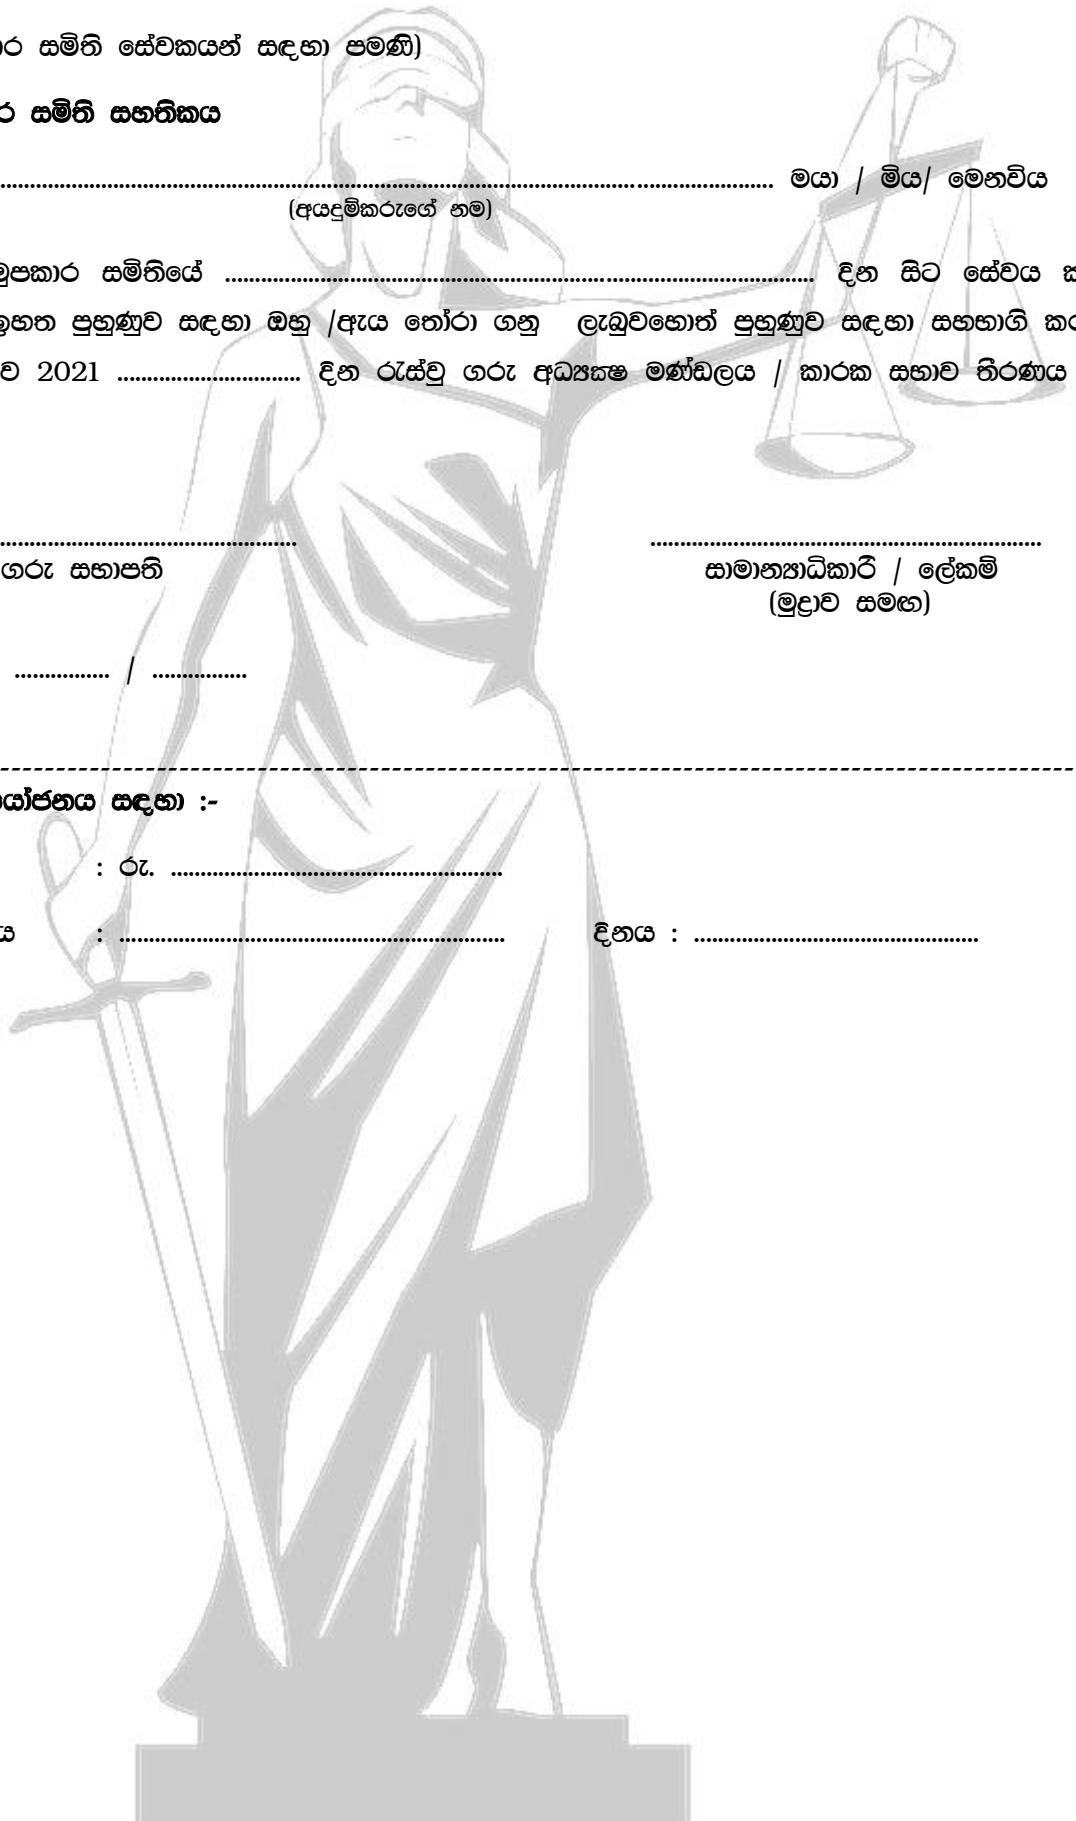 ර සමිති සේවකයන් සඳහා පමණි)
ර සමිති සහතිකය
........................................................................ මයා / මිය/ මෙනවිය
(අයදුම්කරුගේ නම)
මුපකාර සමිතියේ ........................................................................ දින සිට සේවය ක
ඉහත පුහුණුව සඳහා ඔහු /ඇය තෝරා ගනු ලැබුවහොත් පුහුණුව සඳහා සහභාගි කර
ව 2021 ............................... දින රැස්වු ගරු අධ්‍යක්ෂ මණ්ඩලය / කාරක සභාව තීරණය
.................................................. ..................................................................
ගරු සභාපති සාමාන්‍යාධිකාරී / ලේකම්
(මුද්‍රාව සමඟ)
................ / ................
--------------------------------------------------------------------------------
යෝජනය සඳහා :-
: රු. ........................................................
ය : ................................................................. දිනය : ................................................